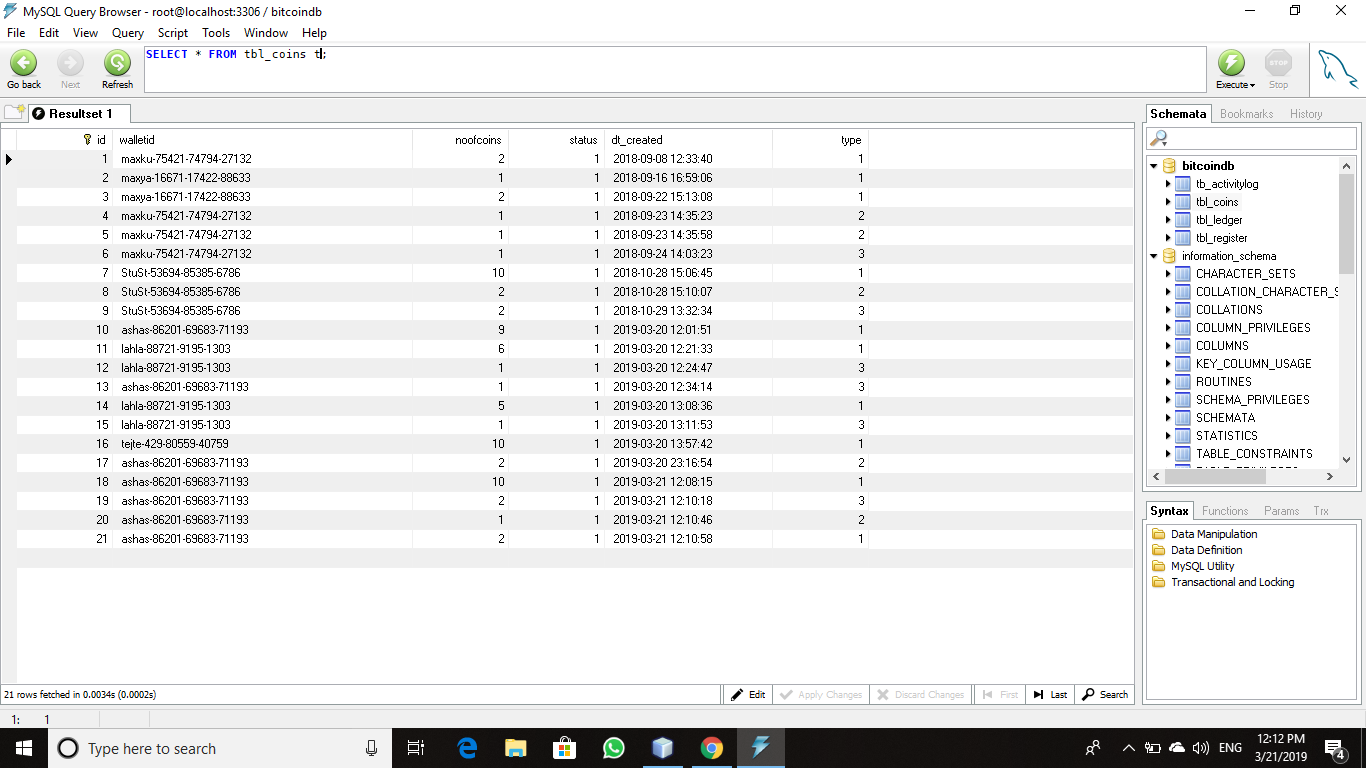 MySQL Query Browser - root@localhost:3306 / bitcoindb
File Edit View Query Script Tools Window Help
SELECT * FROM tbl_coins t;
Go back Next Refresh Execute Stop
STOP
Resultset 1
id walletid noofcoins status dt_created type
1 maxku-75421-74794-27132 2 1 2018-09-08 12:33:40 1
2 maxya-16671-17422-88633 1 1 2018-09-16 16:59:06 1
3 maxya-16671-17422-88633 2 1 2018-09-22 15:13:08 1
4 maxku-75421-74794-27132 1 1 2018-09-23 14:35:23 2
5 maxku-75421-74794-27132 1 1 2018-09-23 14:35:58 2
6 maxku-75421-74794-27132 1 1 2018-09-24 14:03:23 3
7 StuSt-53694-85385-6786 10 1 2018-10-28 15:06:45 1
8 StuSt-53694-85385-6786 2 1 2018-10-28 15:10:07 2
9 StuSt-53694-85385-6786 2 1 2018-10-29 13:32:34 3
10 ashas-86201-69683-71193 9 1 2019-03-20 12:01:51 1
11 lahla-88721-9195-1303 6 1 2019-03-20 12:21:33 1
12 lahla-88721-9195-1303 1 1 2019-03-20 12:24:47 3
13 ashas-86201-69683-71193 1 1 2019-03-20 12:34:14 3
14 lahla-88721-9195-1303 5 1 2019-03-20 13:08:36 1
15 lahla-88721-9195-1303 1 1 2019-03-20 13:11:53 3
16 tejte-429-80559-40759 10 1 2019-03-20 13:57:42 1
17 ashas-86201-69683-71193 2 1 2019-03-20 23:16:54 2
18 ashas-86201-69683-71193 10 1 2019-03-21 12:08:15 1
19 ashas-86201-69683-71193 2 1 2019-03-21 12:10:18 3
20 ashas-86201-69683-71193 1 1 2019-03-21 12:10:46 2
21 ashas-86201-69683-71193 2 1 2019-03-21 12:10:58 1
21 rows fetched in 0.0034s (0.0002s)
Edit Apply Changes Discard Changes First Last Search
1: 1
Schemata Bookmarks History
bitcoindb
tb_activitylog
tbl_coins
tbl_ledger
tbl_register
information_schema
CHARACTER_SETS
COLLATION_CHARACTER_S
COLLATIONS
COLUMN_PRIVILEGES
COLUMNS
KEY_COLUMN_USAGE
ROUTINES
SCHEMA_PRIVILEGES
SCHEMATA
STATISTICS
TABLE_CONSTRAINTS
Syntax Functions Params Trx
Data Manipulation
Data Definition
MySQL Utility
Transactional and Locking
Type here to search
ENG
12:12 PM
3/21/2019
4